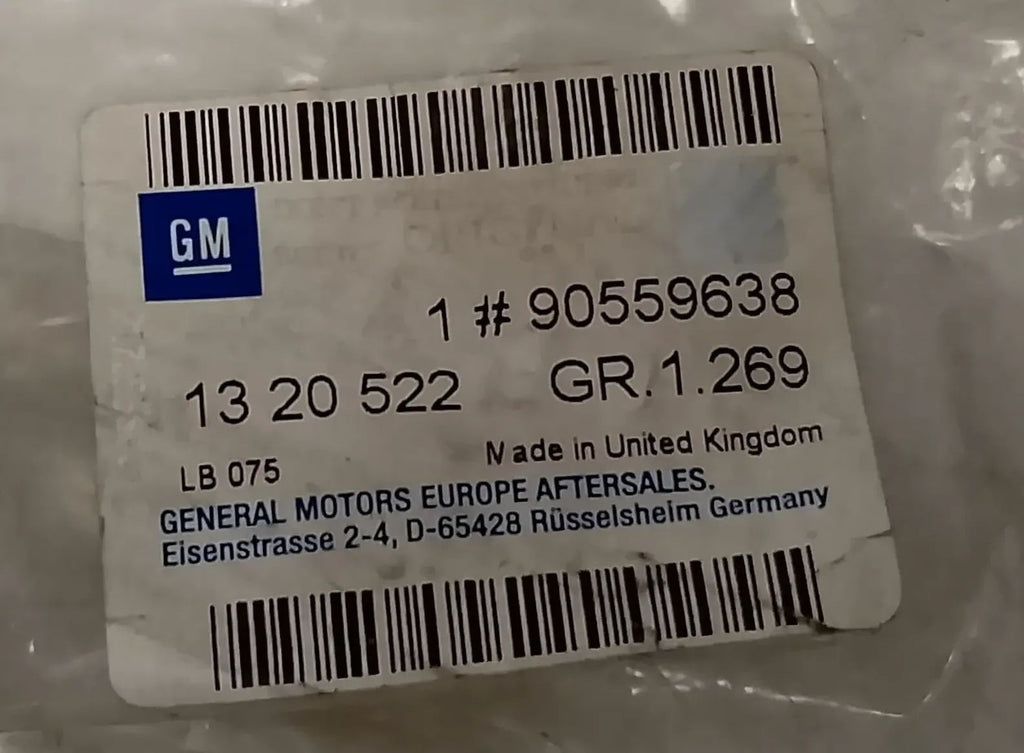 GM
1 # 90559638
13 20 522 GR.1.269
LB 075 Made in United Kingdom
GENERAL MOTORS EUROPE AFTERSALES.
Eisenstrasse 2-4, D-65428 Rüsselsheim Germany